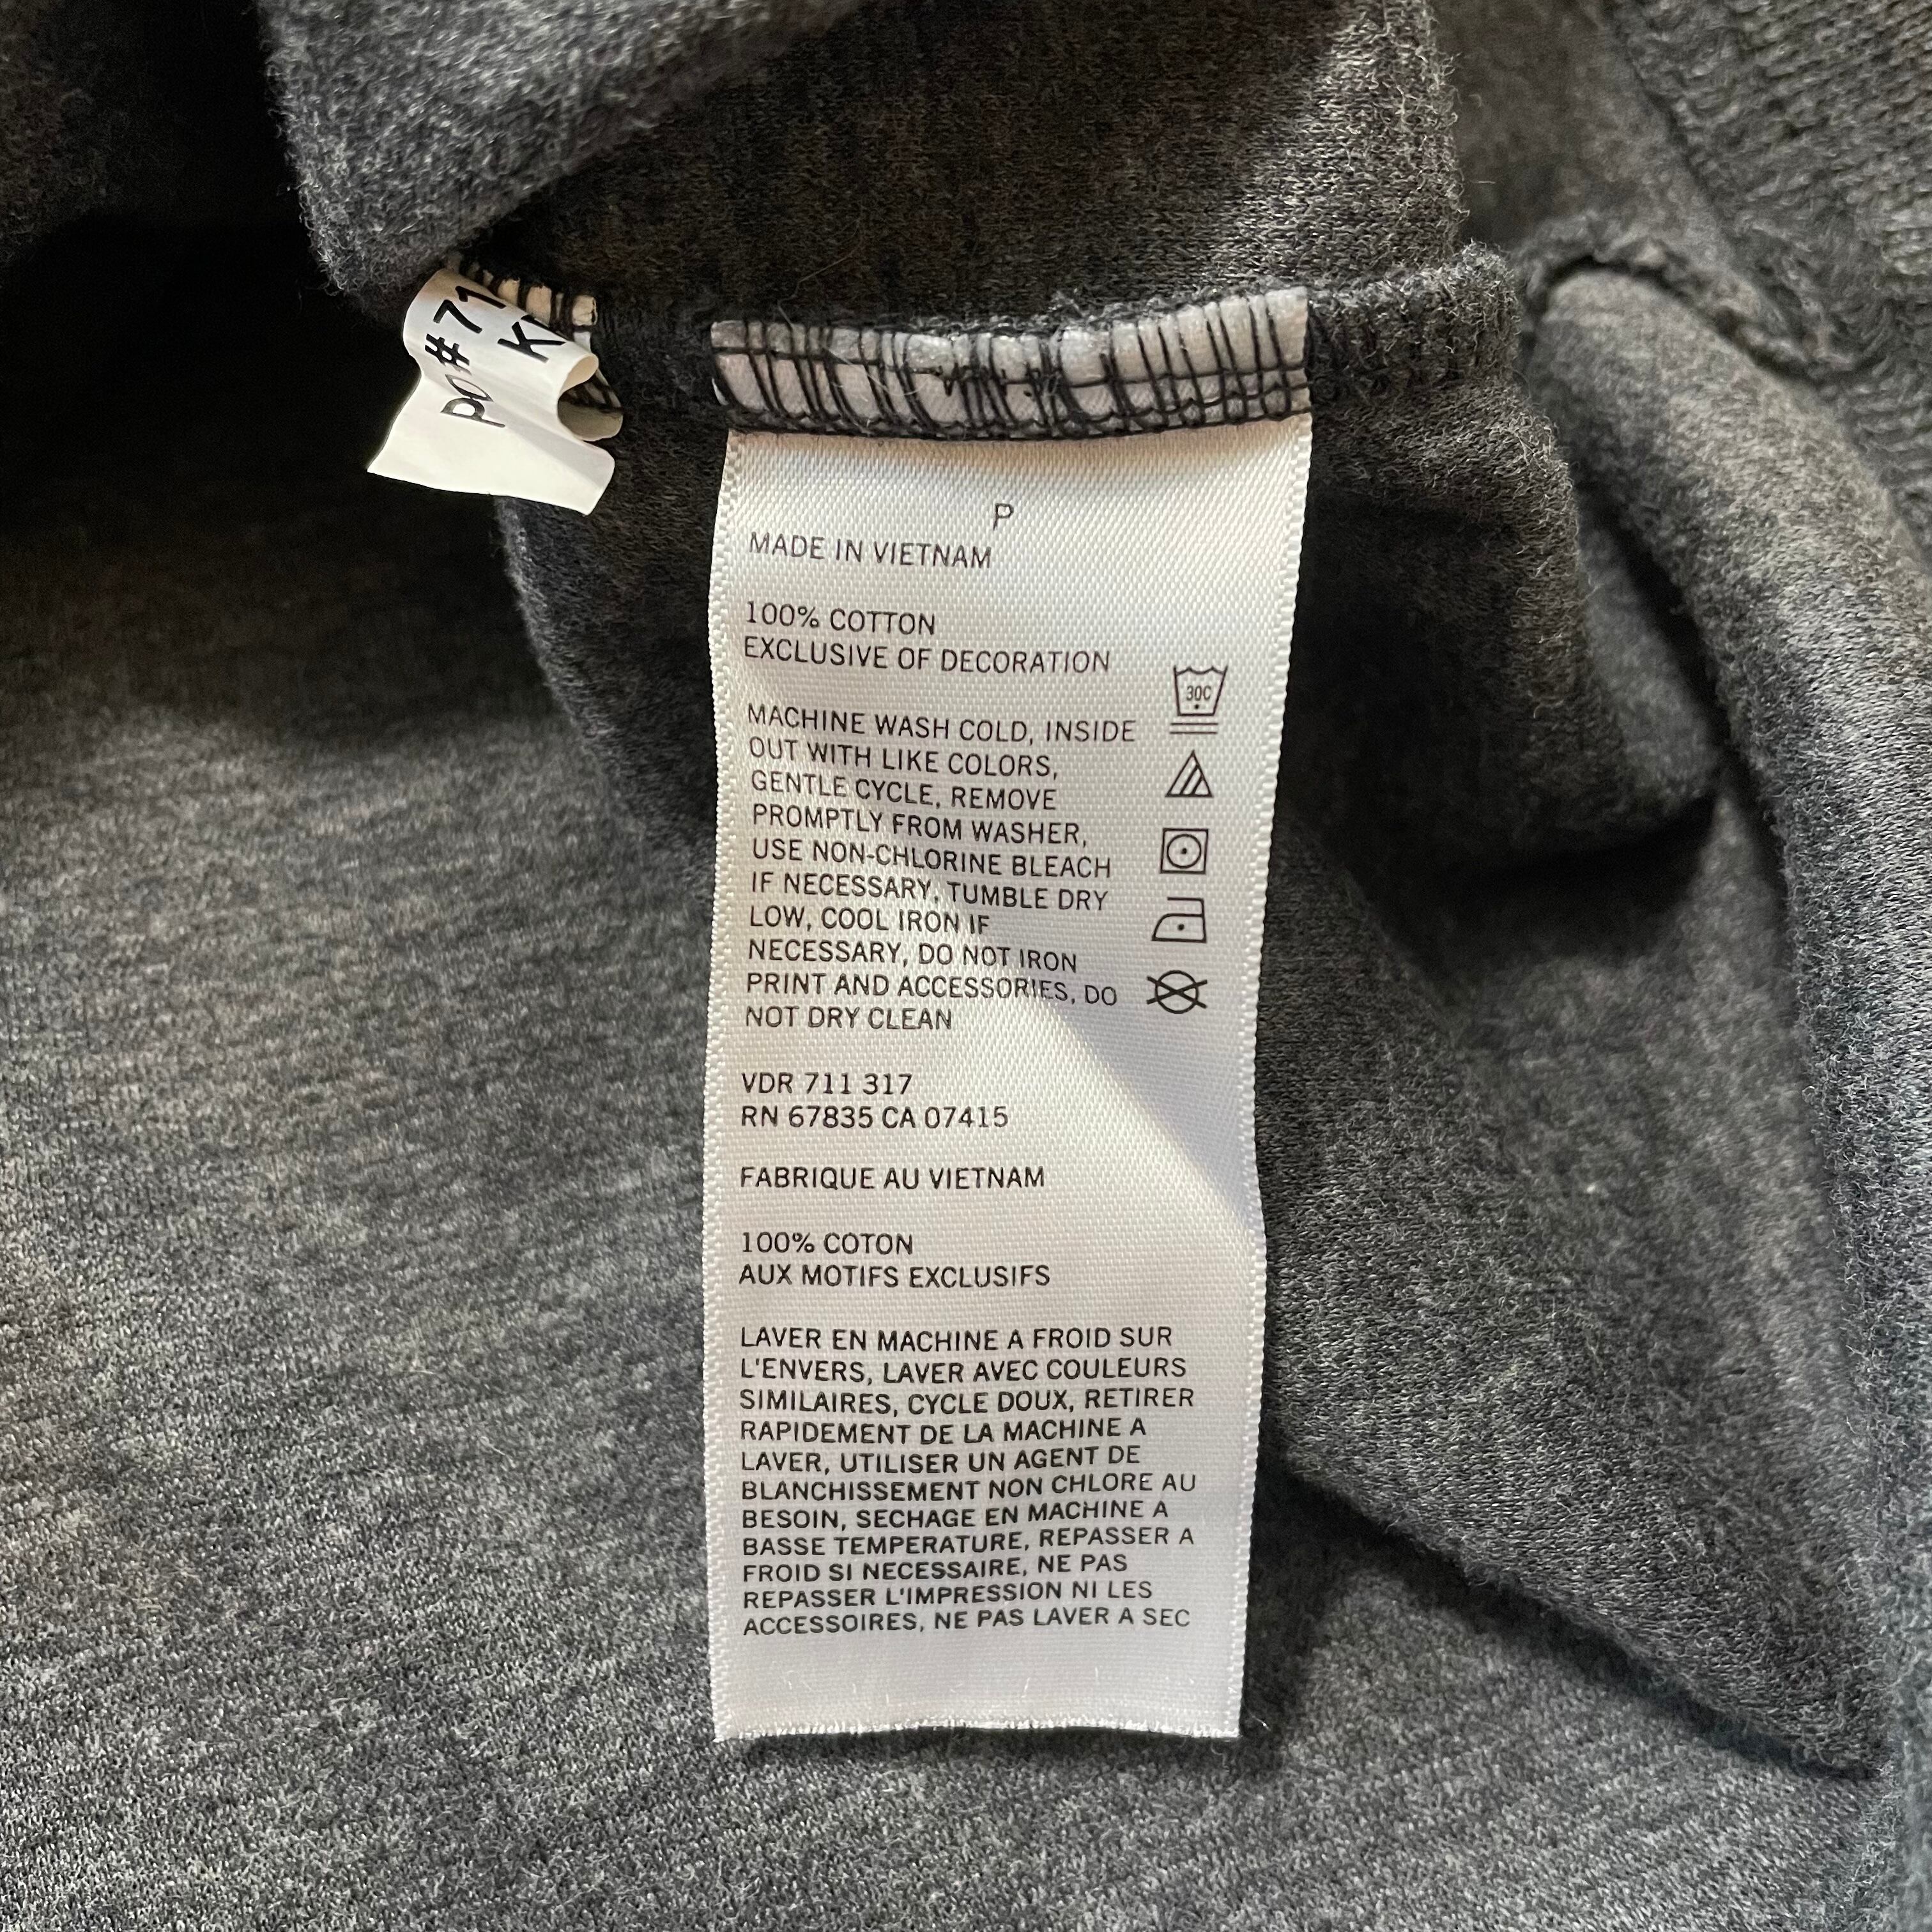 PO# 71
P
MADE IN VIETNAM
100% COTTON
EXCLUSIVE OF DECORATION
30C
MACHINE WASH COLD, INSIDE
OUT WITH LIKE COLORS,
GENTLE CYCLE, REMOVE
PROMPTLY FROM WASHER,
USE NON-CHLORINE BLEACH
IF NECESSARY, TUMBLE DRY
LOW, COOL IRON IF
NECESSARY, DO NOT IRON
PRINT AND ACCESSORIES, DO
NOT DRY CLEAN
VDR 711 317
RN 67835 CA 07415
FABRIQUE AU VIETNAM
100% COTON
AUX MOTIFS EXCLUSIFS
LAVER EN MACHINE A FROID SUR
L'ENVERS, LAVER AVEC COULEURS
SIMILAIRES, CYCLE DOUX, RETIRER
RAPIDEMENT DE LA MACHINE A
LAVER, UTILISER UN AGENT DE
BLANCHISSEMENT NON CHLORE AU
BESOIN, SECHAGE EN MACHINE A
BASSE TEMPERATURE, REPASSER A
FROID SI NECESSAIRE, NE PAS
REPASSER L'IMPRESSION NI LES
ACCESSOIRES, NE PAS LAVER A SEC